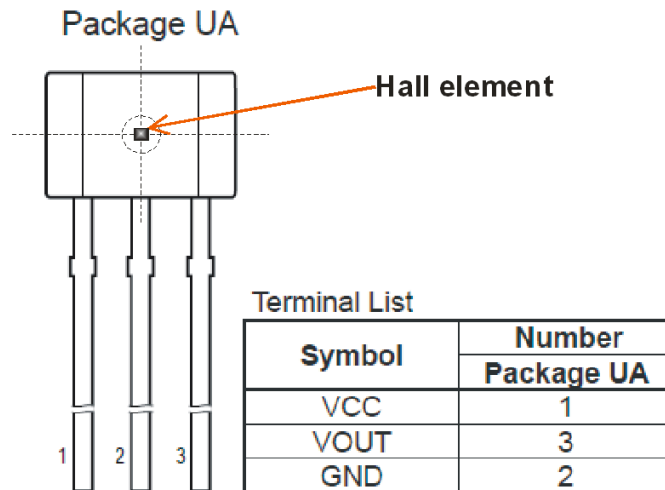 Package UA
Hall element
1 2 3
Terminal List
Symbol Number
Package UA
VCC 1
VOUT 3
GND 2